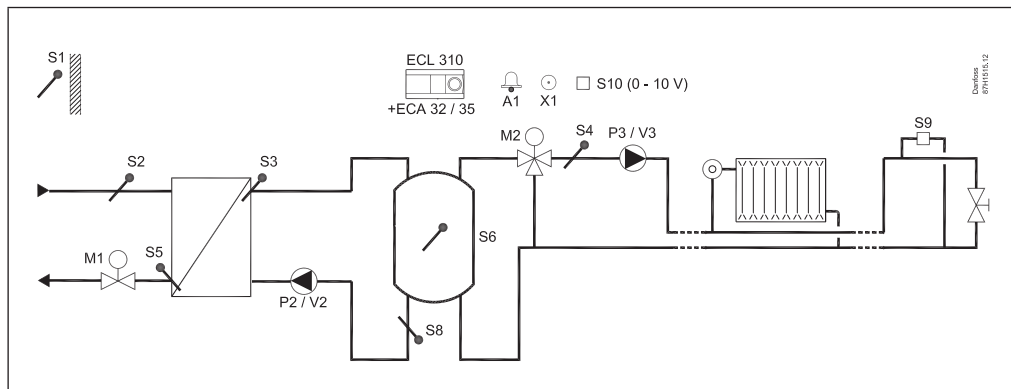 S1
ECL 310
+ECA 32 / 35
A1
X1
S10 (0 - 10 V)
Danfoss
87H1515.12
S2
S3
M2
S4
P3 / V3
S9
S6
S5
M1
P2 / V2
S8